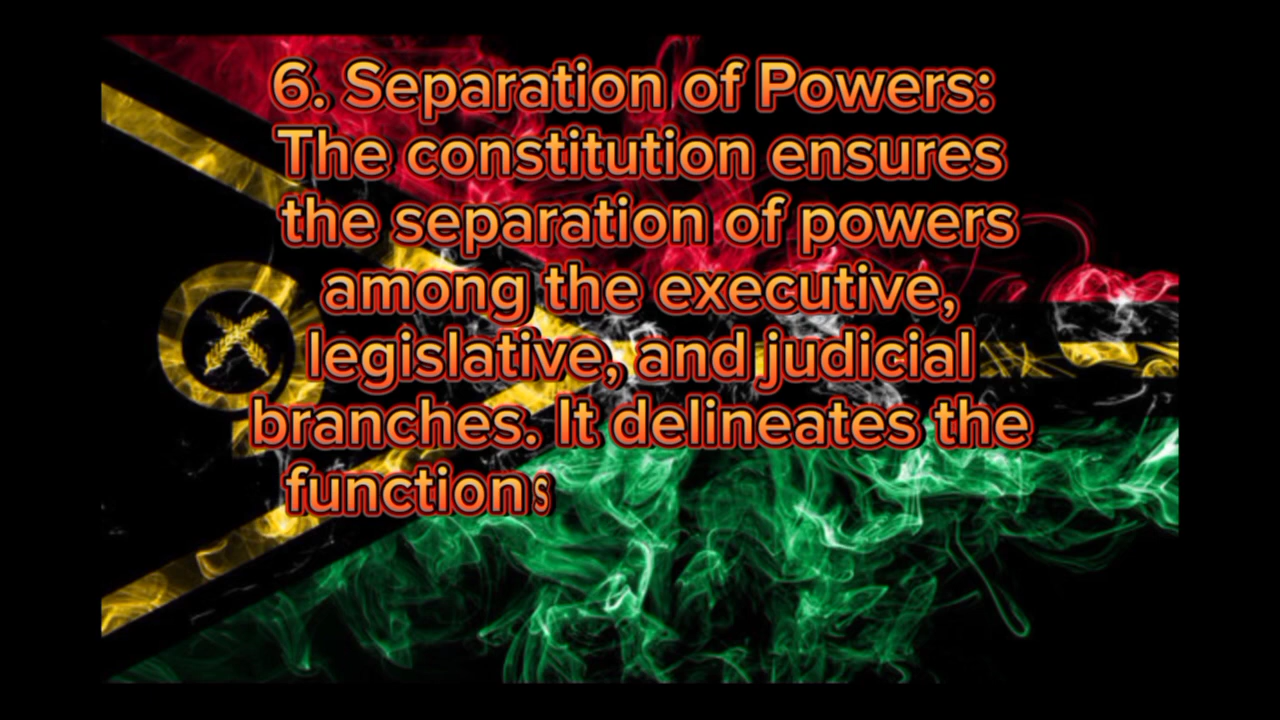 6. Separation of Powers:
The constitution ensures
the separation of powers
among the executive,
legislative, and judicial
branches. It delineates the
functions